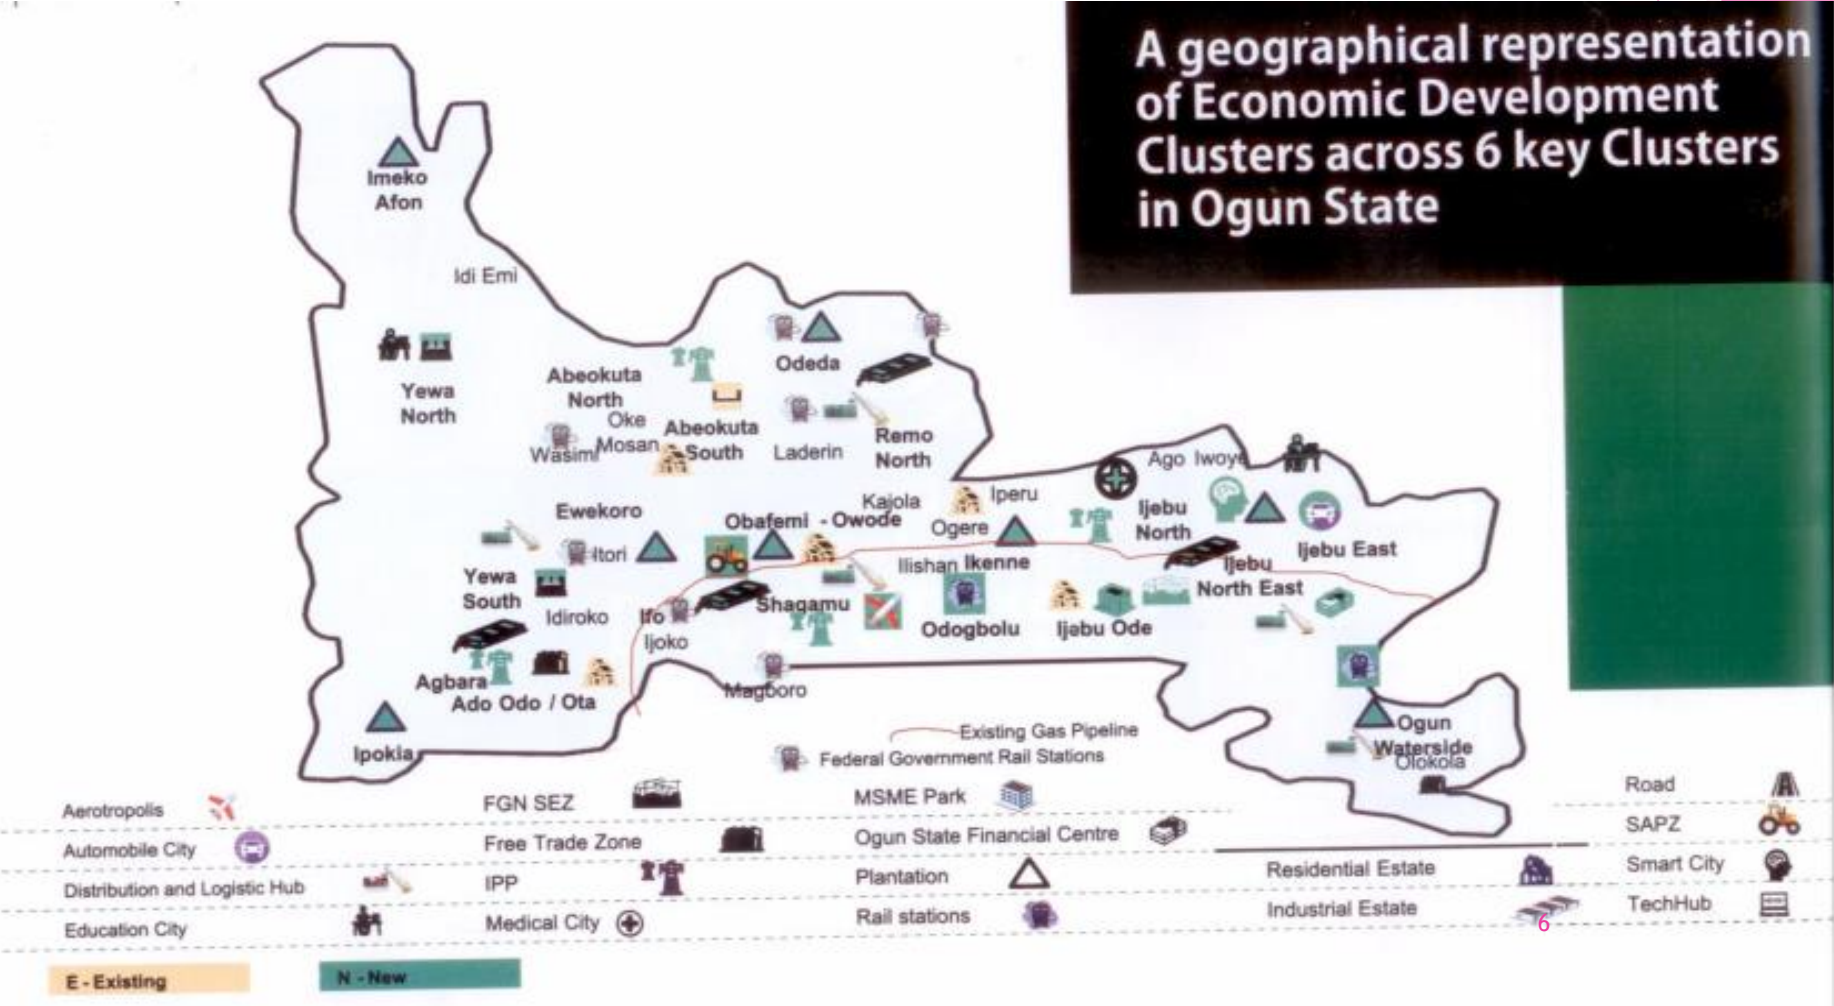 A geographical representation
of Economic Development
Clusters across 6 key Clusters
in Ogun State
Imeko
Afon
Idi Emi
Yewa
North
Abeokuta
North
Oke
Mosan
Wasimi
Abeokuta
South
Odeda
Laderin
Remo
North
Kajola
Ewekoro
Obafemi - Owode
Itori
Iperu
Ogere
Ilishan Ikenne
Ago Iwoye
Ijebu
North
Ijebu East
Ijebu
North East
Yewa
South
Idiroko
Ifo
Ijoko
Shagamu
Odogbolu
Ijebu Ode
Agbara
Ado Odo / Ota
Magboro
Ipokia
Ogun
Waterside
Olokola
Existing Gas Pipeline
Federal Government Rail Stations
Aerotropolis
Automobile City
Distribution and Logistic Hub
Education City
FGN SEZ
Free Trade Zone
IPP
Medical City
MSME Park
Ogun State Financial Centre
Plantation
Rail stations
Residential Estate
Industrial Estate
Road
SAPZ
Smart City
TechHub
6
E - Existing
N - New